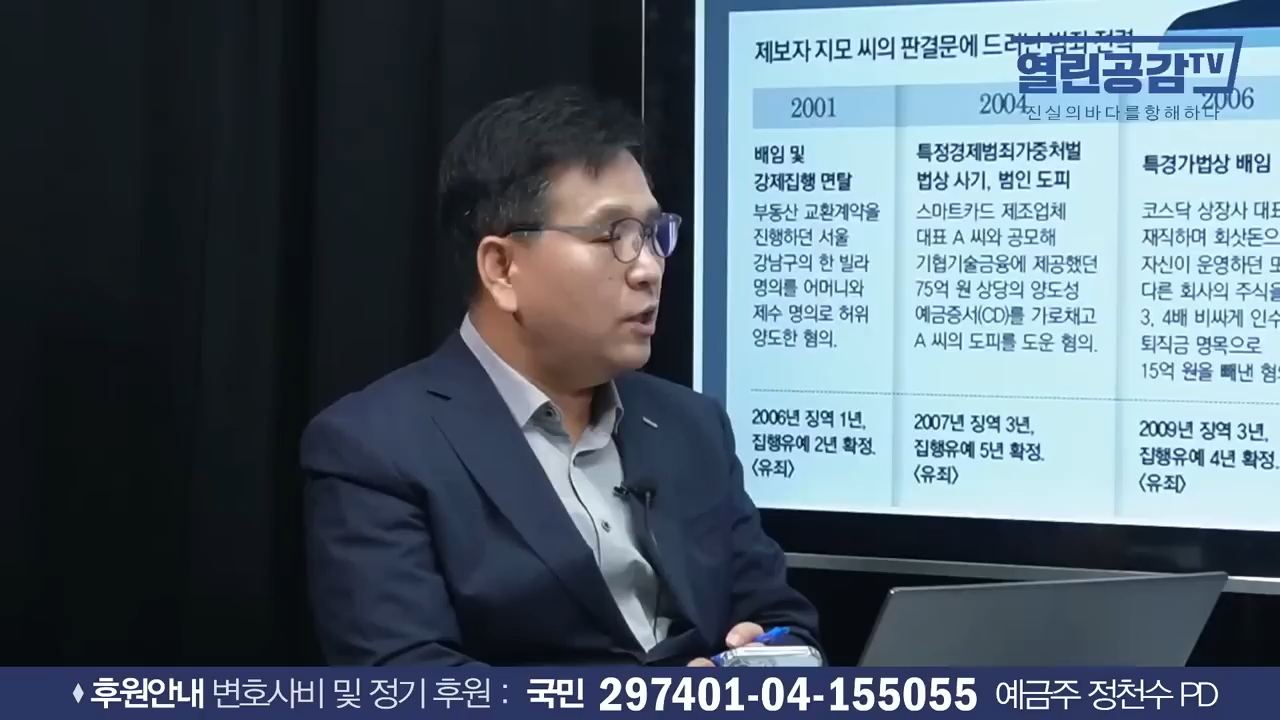 제보자 지모 씨의 판결문에 드러난 범죄 전력
열린공감TV
진실의바다를항해하다
2001
배임 및
강제집행 면탈
부동산 교환계약을
진행하던 서울
강남구의 한 빌라
명의를 어머니와
제수 명의로 허위
양도한 혐의.
2006년 징역 1년,
집행유예 2년 확정.
〈유죄〉
2004
특정경제범죄가중처벌
법상 사기, 범인 도피
스마트카드 제조업체
대표 A 씨와 공모해
기협기술금융에 제공했던
75억 원 상당의 양도성
예금증서(CD)를 가로채고
A 씨의 도피를 도운 혐의.
2007년 징역 3년,
집행유예 5년 확정.
〈유죄〉
2006
특경가법상 배임
코스닥 상장사 대표
재직하며 회삿돈으
자신이 운영하던 또
다른 회사의 주식을
3, 4배 비싸게 인수
퇴직금 명목으로
15억 원을 빼낸 혐
2009년 징역 3년,
집행유예 4년 확정.
〈유죄〉
♦ 후원안내 변호사비 및 정기 후원 : 국민 297401-04-155055 예금주 정천수 PD